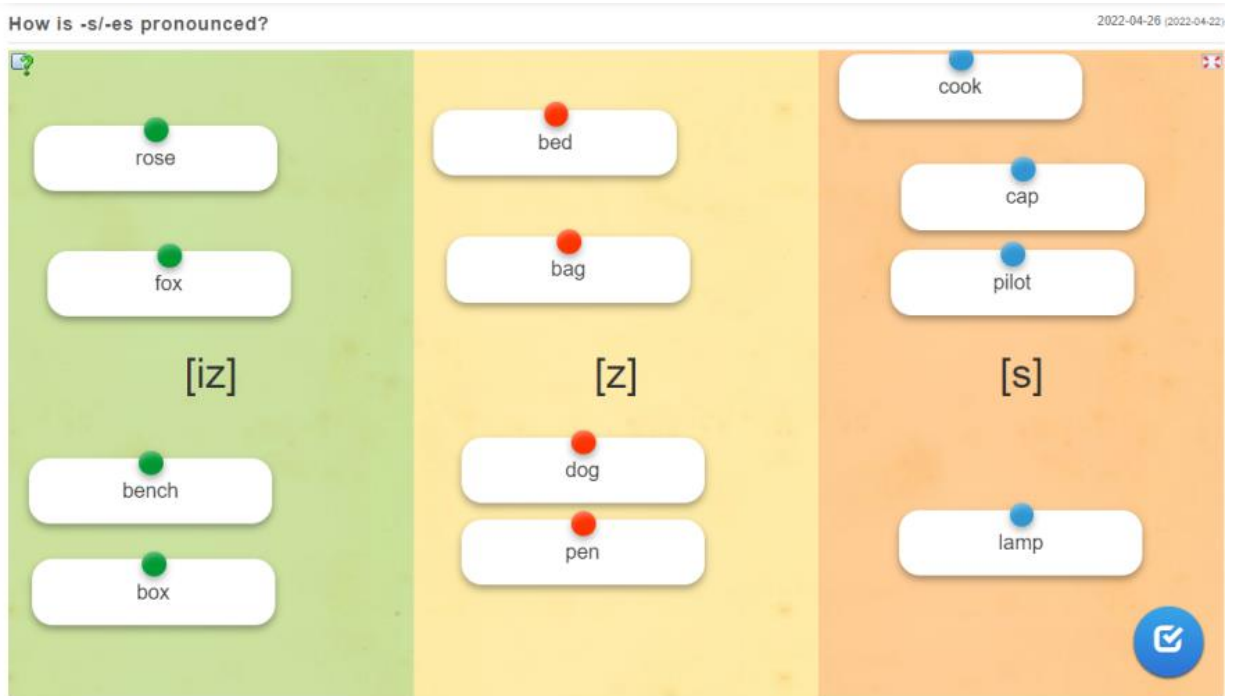 How is -s/-es pronounced?
2022-04-26 (2022-04-22)
rose
fox
[iz]
bench
box
bed
bag
[z]
dog
pen
cook
cap
pilot
[s]
lamp